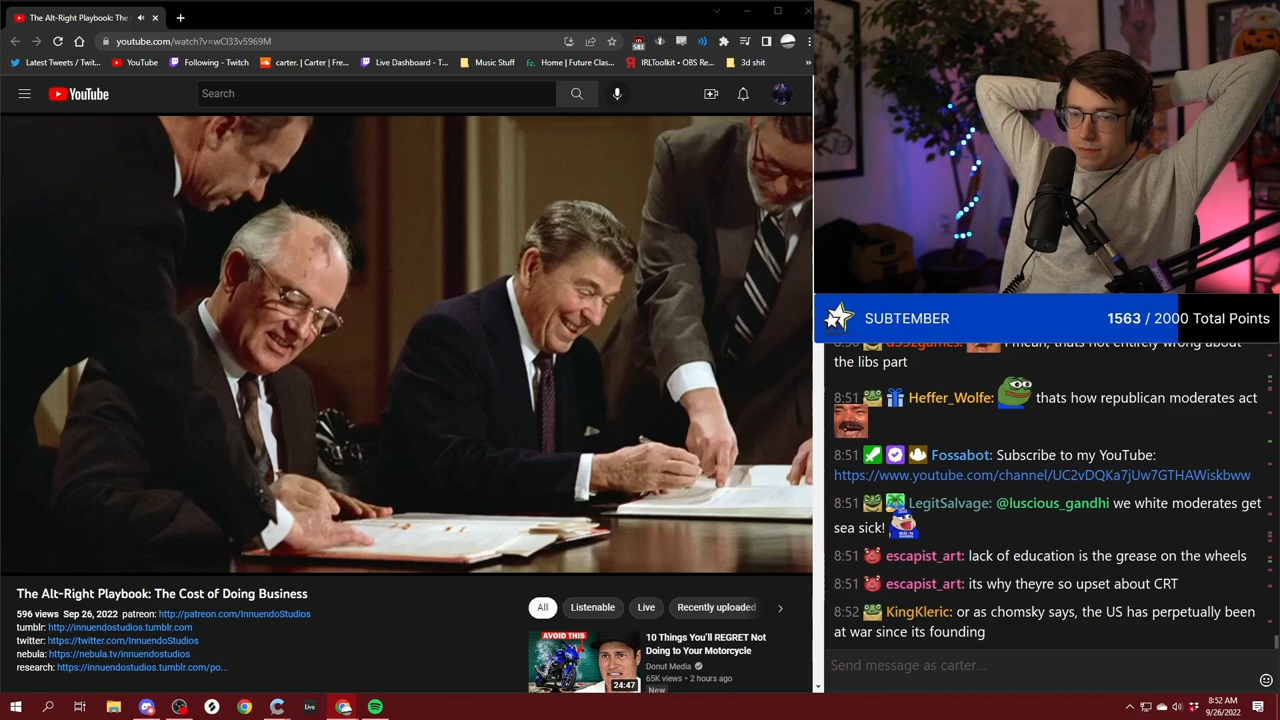 The Alt-Right Playbook: The
youtube.com/watch?v=wCl33v5969M
583
Latest Tweets / Twit...
YouTube
Following - Twitch
carter. | Carter | Fre...
Live Dashboard - T...
Music Stuff
fc.
Home | Future Clas...
IRLToolkit • OBS Re...
3d shit
»
YouTube
Search
SUBTEMBER
1563 / 2000 Total Points
I mean, thats not entirely wrong about
the libs part
8:51 Heffer_Wolfe: thats how republican moderates act
8:51 Fossabot: Subscribe to my YouTube:
https://www.youtube.com/channel/UC2vDQKa7jUw7GTHAWiskbww
8:51 LegitSalvage: @luscious_gandhi we white moderates get
sea sick!
8:51 escapist_art: lack of education is the grease on the wheels
8:51 escapist_art: its why theyre so upset about CRT
8:52 KingKleric: or as chomsky says, the US has perpetually been
at war since its founding
Send message as carter...
The Alt-Right Playbook: The Cost of Doing Business
596 views Sep 26, 2022 patreon: http://patreon.com/InnuendoStudios
tumblr: http://innuendostudios.tumblr.com
twitter: https://twitter.com/InnuendoStudios
nebula: https://nebula.tv/innuendostudios
research: https://innuendostudios.tumblr.com/po...
All
Listenable
Live
Recently uploaded
AVOID THIS
24:47
10 Things You'll REGRET Not
Doing to Your Motorcycle
Donut Media
65K views • 2 hours ago
New
Live
8:52 AM
9/26/2022